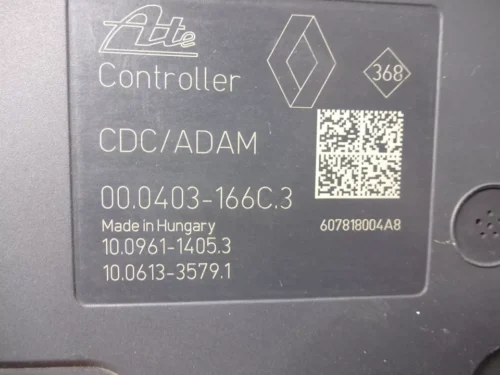 Ate
368
Controller
CDC/ADAM
00.0403-166C.3
Made in Hungary
607818004A8
10.0961-1405.3
10.0613-3579.1